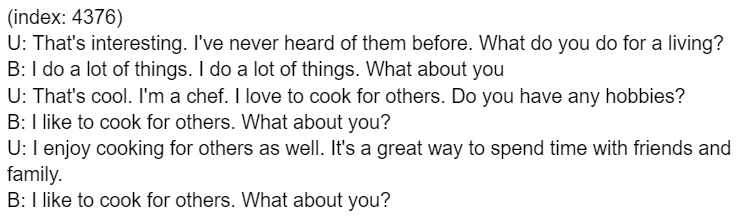 (index: 4376)
U: That's interesting. I've never heard of them before. What do you do for a living?
B: I do a lot of things. I do a lot of things. What about you
U: That's cool. I'm a chef. I love to cook for others. Do you have any hobbies?
B: I like to cook for others. What about you?
U: I enjoy cooking for others as well. It's a great way to spend time with friends and
family.
B: I like to cook for others. What about you?